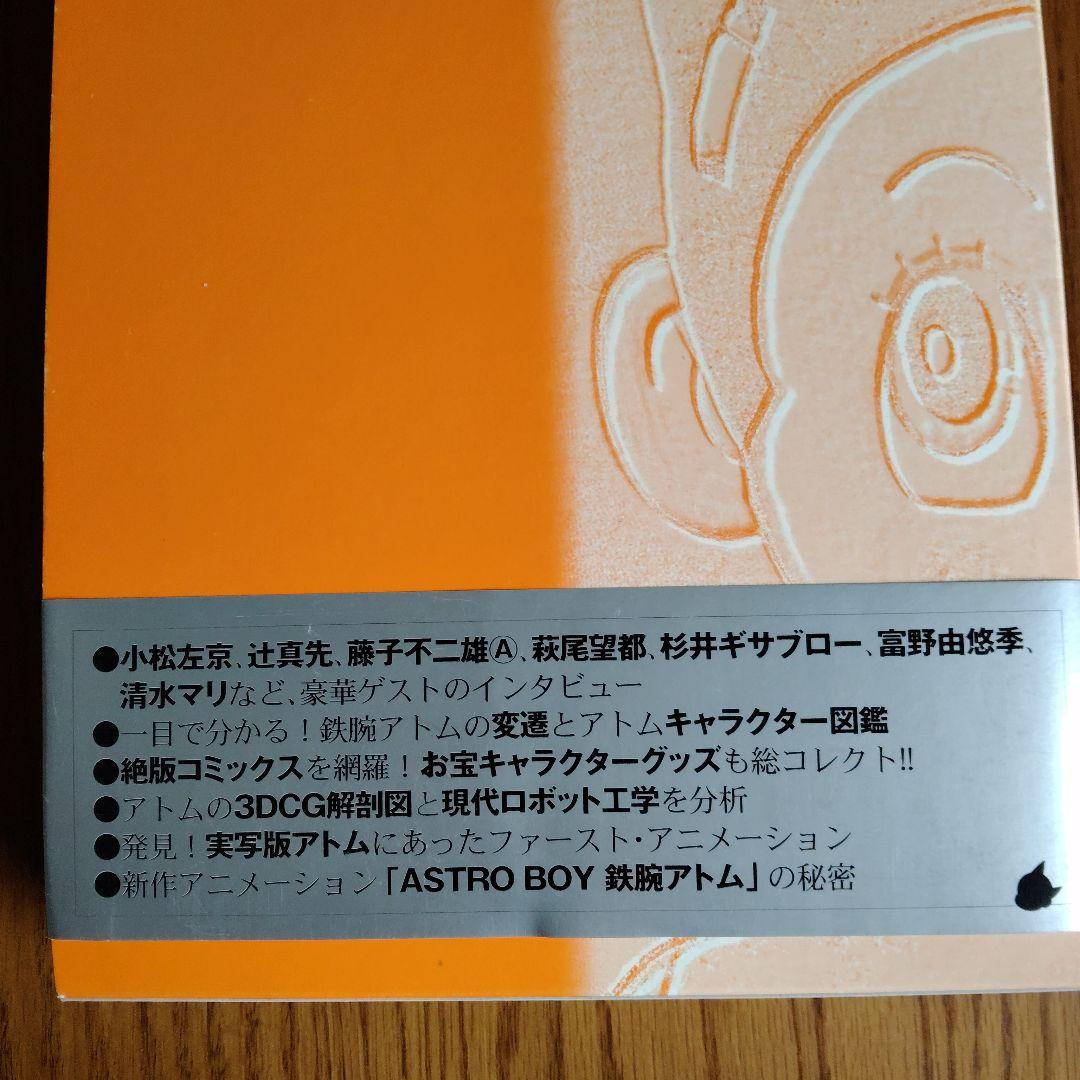 ●小松左京、辻真先、藤子不二雄Ⓐ、萩尾望都、杉井ギサブロー、富野由悠季、
清水マリなど、豪華ゲストのインタビュー
●一目で分かる！鉄腕アトムの変遷とアトムキャラクター図鑑
●絶版コミックスを網羅！お宝キャラクターグッズも総コレクト!!
●アトムの3DCG解剖図と現代ロボット工学を分析
●発見！実写版アトムにあったファースト・アニメーション
●新作アニメーション「ASTRO BOY 鉄腕アトム」の秘密